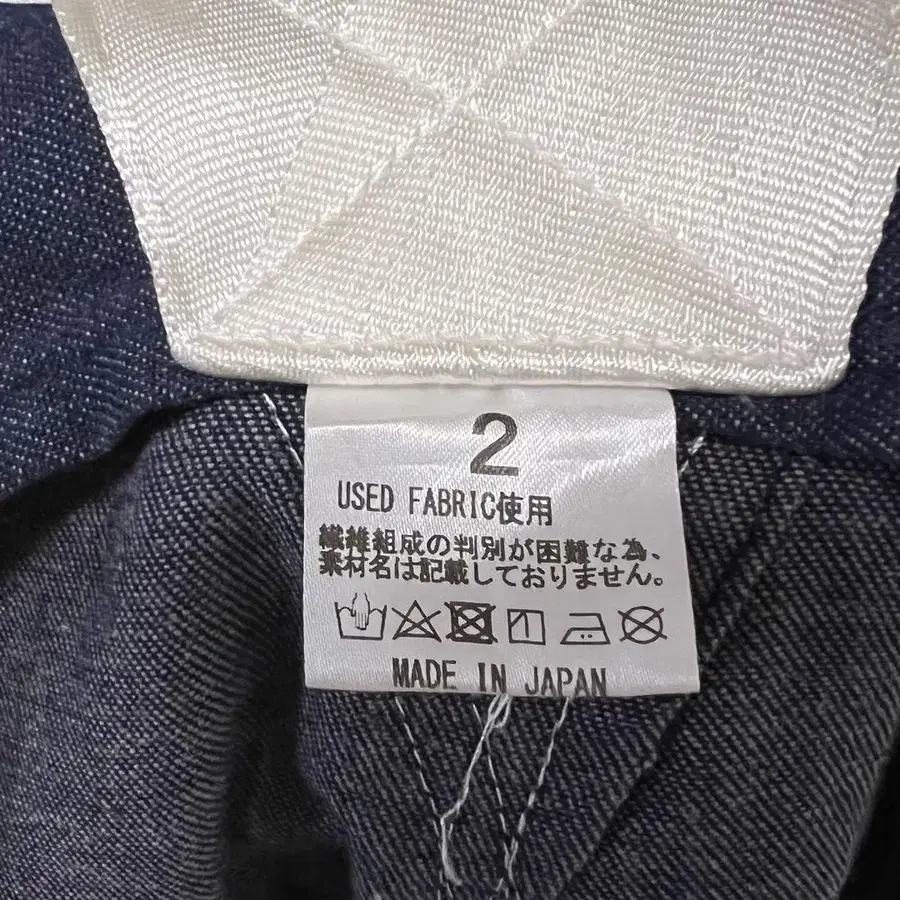 2
USED FABRIC使用
繊維組成の判別が困難な為、
素材名は記載しておりません。
MADE IN JAPAN